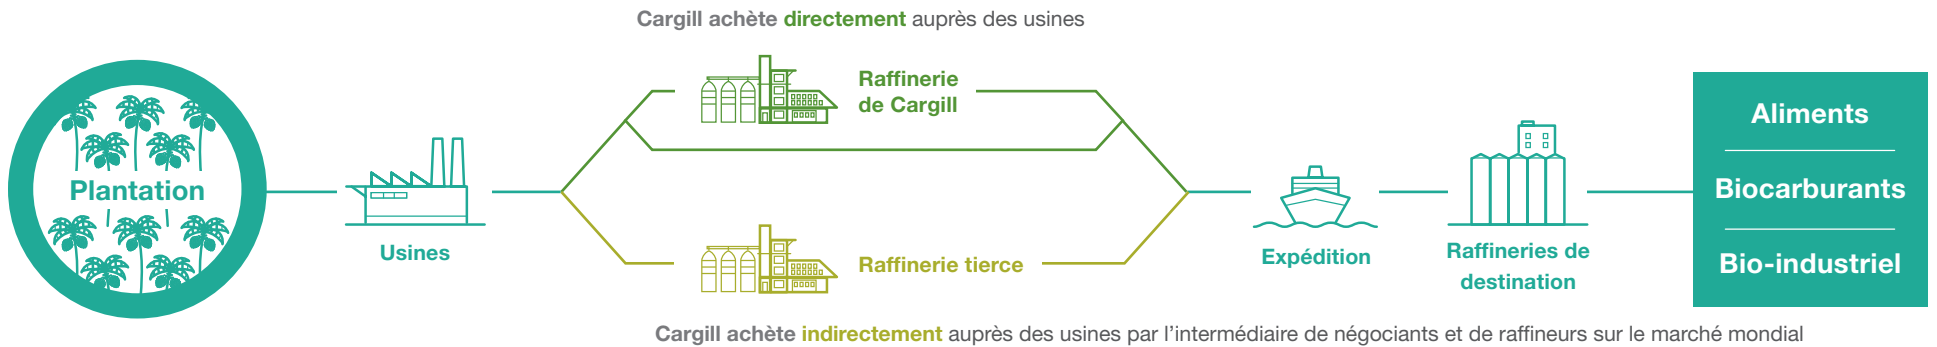 Cargill achète directement auprès des usines
Plantation
Usines
Raffinerie
de Cargill
Raffinerie tierce
Expédition
Raffineries de
destination
Aliments
Biocarburants
Bio-industriel
Cargill achète indirectement auprès des usines par l’intermédiaire de négociants et de raffineurs sur le marché mondial